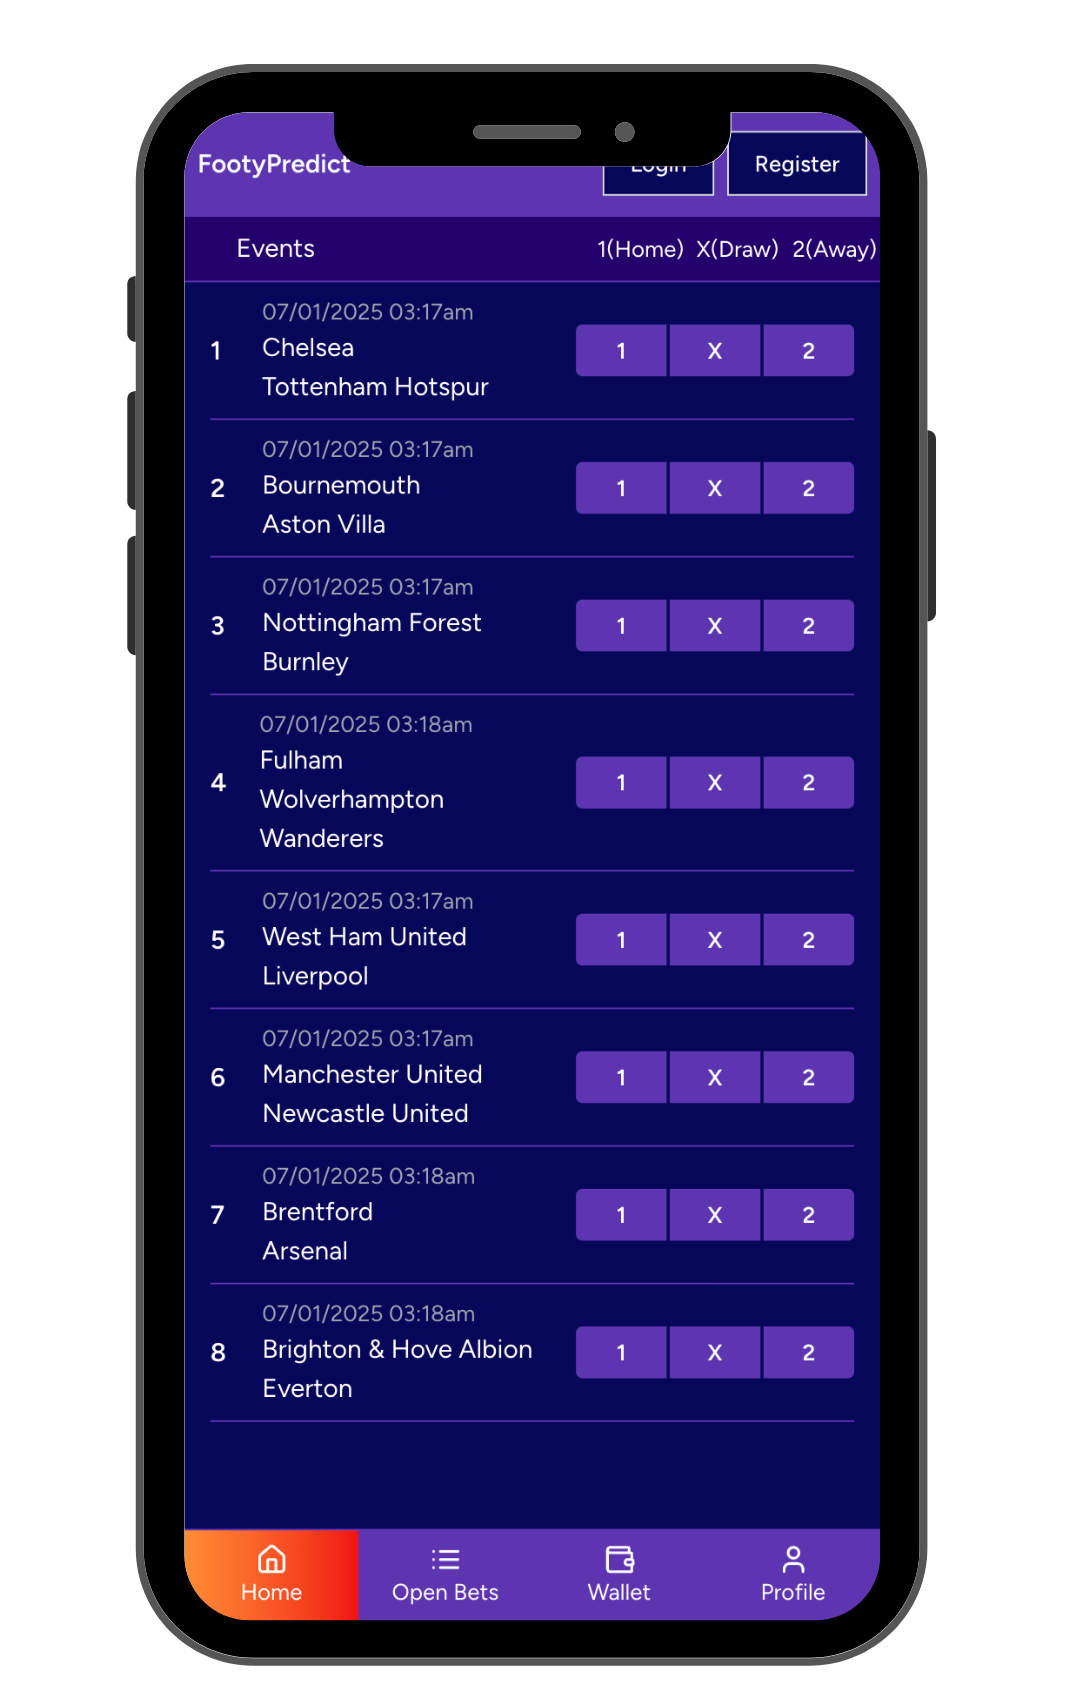 FootyPredict Login Register
Events 1(Home) X(Draw) 2(Away)
07/01/2025 03:17am
1 Chelsea 1 X 2
Tottenham Hotspur
07/01/2025 03:17am
2 Bournemouth 1 X 2
Aston Villa
07/01/2025 03:17am
3 Nottingham Forest 1 X 2
Burnley
07/01/2025 03:18am
Fulham
4 Wolverhampton 1 X 2
Wanderers
07/01/2025 03:17am
5 West Ham United 1 X 2
Liverpool
07/01/2025 03:17am
6 Manchester United 1 X 2
Newcastle United
07/01/2025 03:18am
7 Brentford 1 X 2
Arsenal
07/01/2025 03:18am
8 Brighton & Hove Albion 1 X 2
Everton
Home Open Bets Wallet Profile